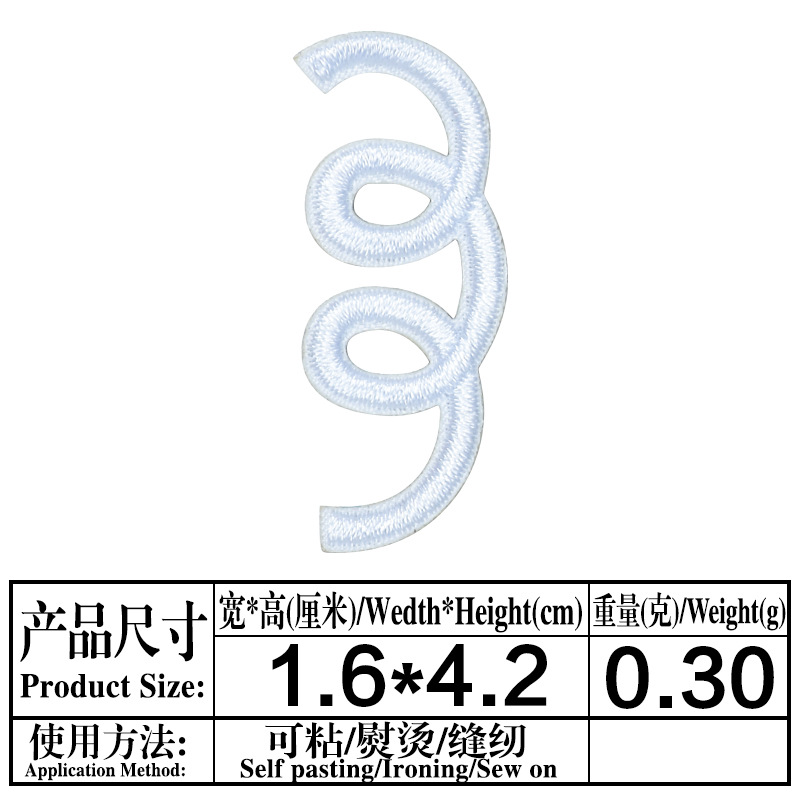 产品尺寸
Product Size:
宽*高(厘米)/Wedth*Height(cm)
重量(克)/Weight(g)
1.6*4.2
0.30
使用方法:
Application Method:
可粘/熨烫/缝纫
Self pasting/Ironing/Sew on